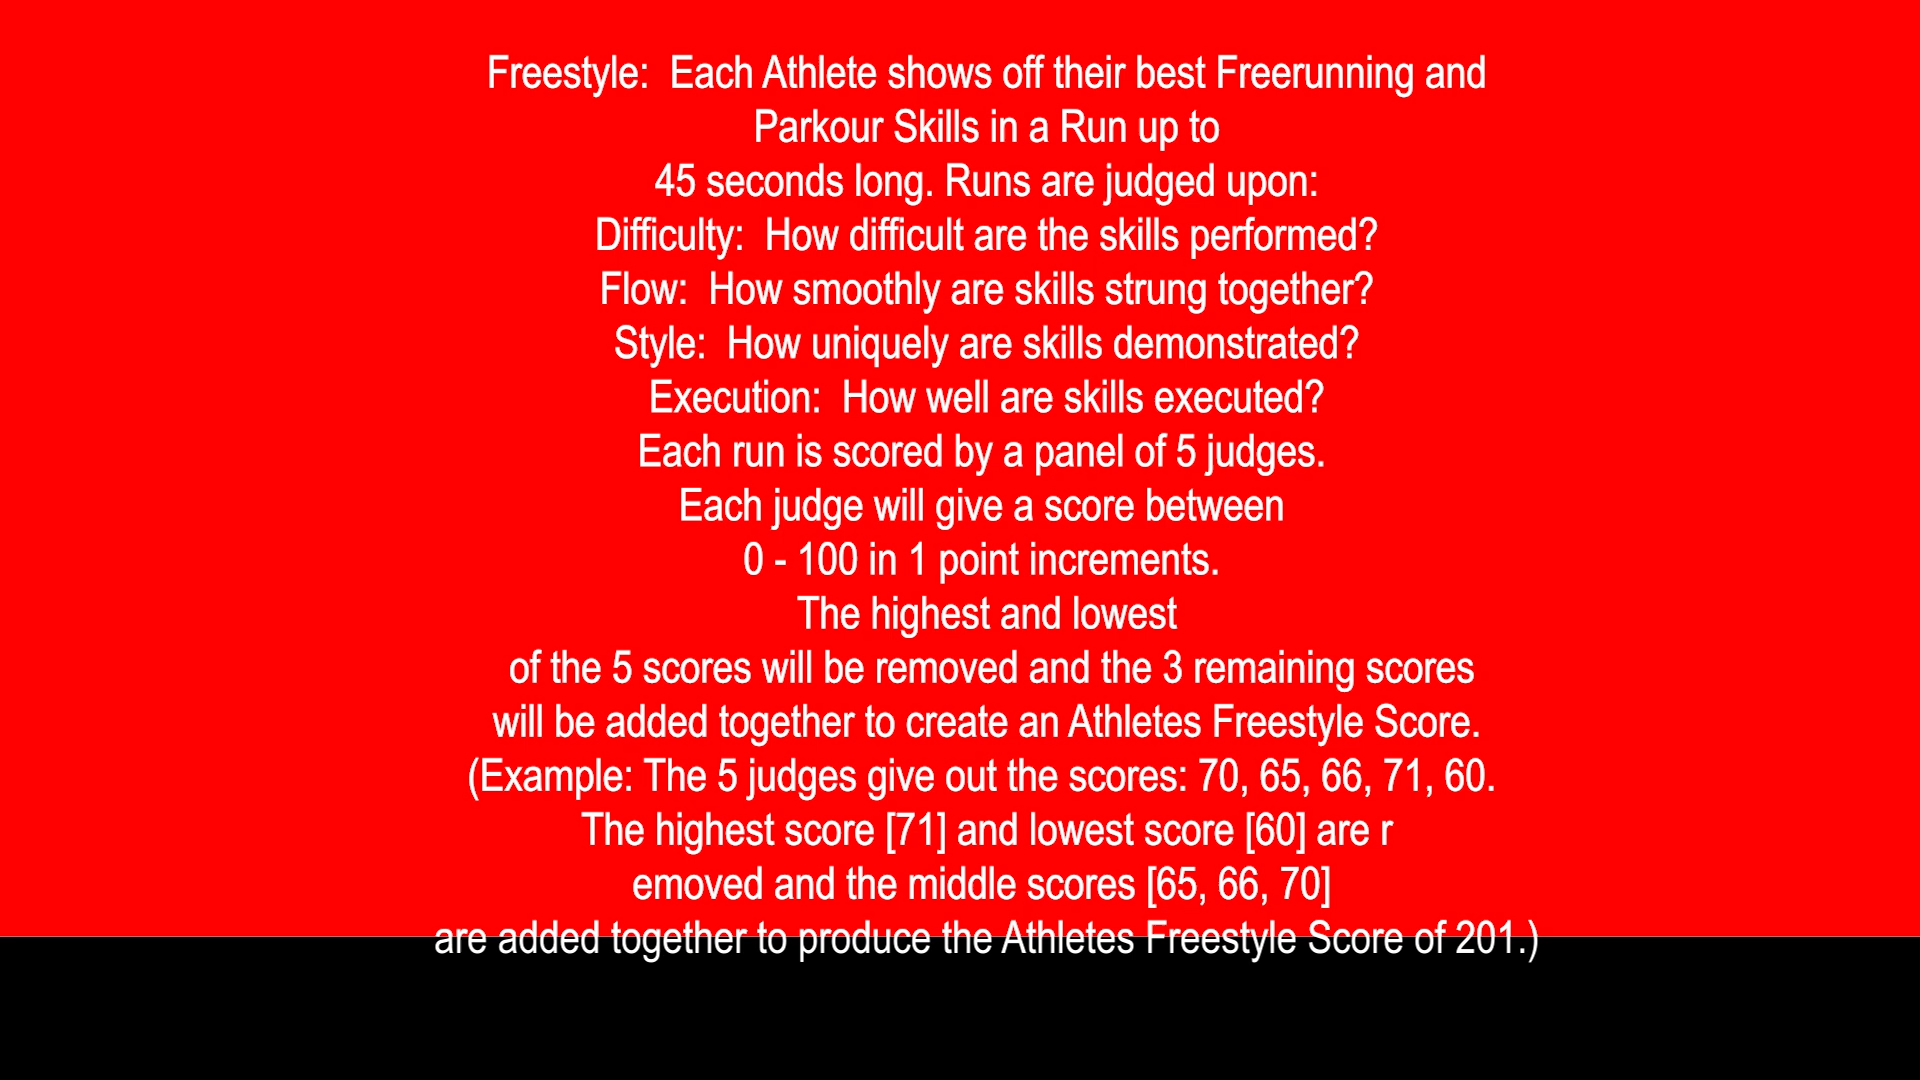 Freestyle:  Each Athlete shows off their best Freerunning and
Parkour Skills in a Run up to
45 seconds long. Runs are judged upon:
Difficulty:  How difficult are the skills performed?
Flow:  How smoothly are skills strung together?
Style:  How uniquely are skills demonstrated?
Execution:  How well are skills executed?
Each run is scored by a panel of 5 judges.
Each judge will give a score between
0 - 100 in 1 point increments.
The highest and lowest
of the 5 scores will be removed and the 3 remaining scores
will be added together to create an Athletes Freestyle Score.
(Example: The 5 judges give out the scores: 70, 65, 66, 71, 60.
The highest score [71] and lowest score [60] are r
emoved and the middle scores [65, 66, 70]
are added together to produce the Athletes Freestyle Score of 201.)